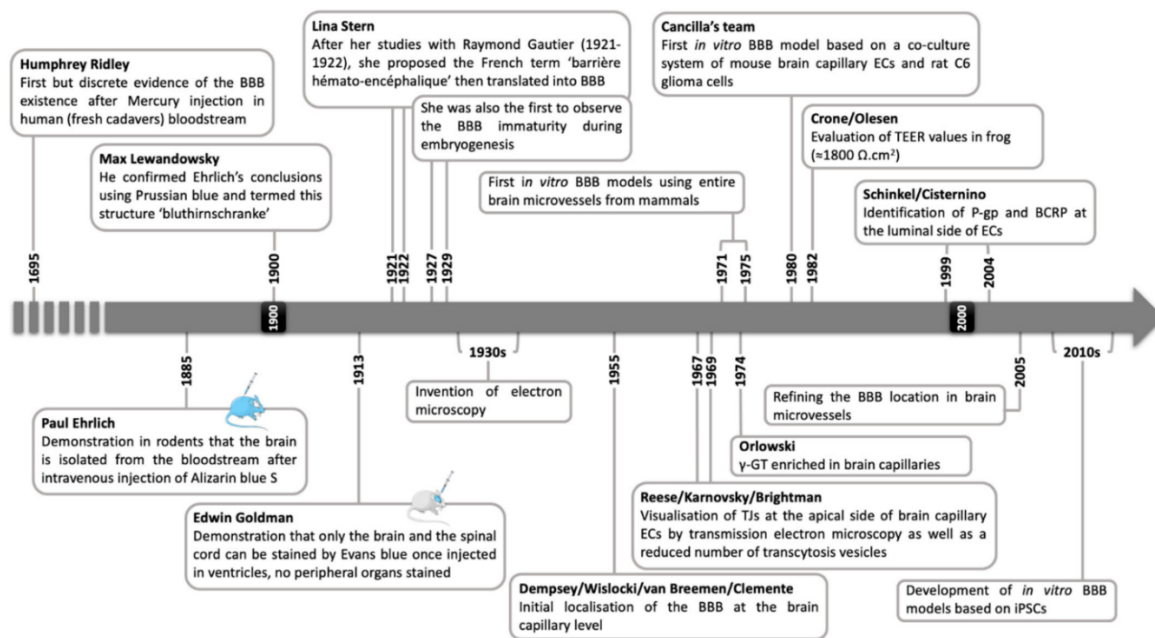 Humphrey Ridley
First but discrete evidence of the BBB
existence after Mercury injection in
human (fresh cadavers) bloodstream
Max Lewandowsky
He confirmed Ehrlich's conclusions
using Prussian blue and termed this
structure 'bluthirnschranke'
Lina Stern
After her studies with Raymond Gautier (1921-
1922), she proposed the French term 'barrière
hémato-encéphalique' then translated into BBB
She was also the first to observe
the BBB immaturity during
embryogenesis
First in vitro BBB models using entire
brain microvessels from mammals
Cancilla's team
First in vitro BBB model based on a co-culture
system of mouse brain capillary ECs and rat C6
glioma cells
Crone/Olesen
Evaluation of TEER values in frog
(≈1800 Ω.cm²)
Schinkel/Cisternino
Identification of P-gp and BCRP at
the luminal side of ECs
1695
1900
1921
1922
1927
1929
1971
1975
1980
1982
1999
2004
1900
2000
1885
1913
1930s
1955
1967
1969
1974
2005
2010s
Invention of electron
microscopy
Refining the BBB location in brain
microvessels
Paul Ehrlich
Demonstration in rodents that the brain
is isolated from the bloodstream after
intravenous injection of Alizarin blue S
Orlowski
γ-GT enriched in brain capillaries
Edwin Goldman
Demonstration that only the brain and the spinal
cord can be stained by Evans blue once injected
in ventricles, no peripheral organs stained
Reese/Karnovsky/Brightman
Visualisation of TJs at the apical side of brain capillary
ECs by transmission electron microscopy as well as a
reduced number of transcytosis vesicles
Dempsey/Wislocki/van Breemen/Clemente
Initial localisation of the BBB at the brain
capillary level
Development of in vitro BBB
models based on iPSCs